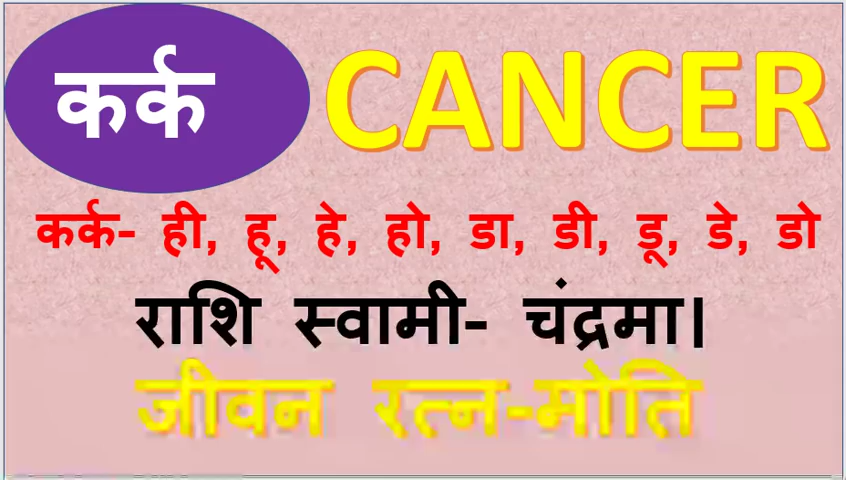 कर्क CANCER
कर्क- ही, हू, हे, हो, डा, डी, डू, डे, डो
राशि स्वामी- चंद्रमा।
जीवन रत्न-मोति